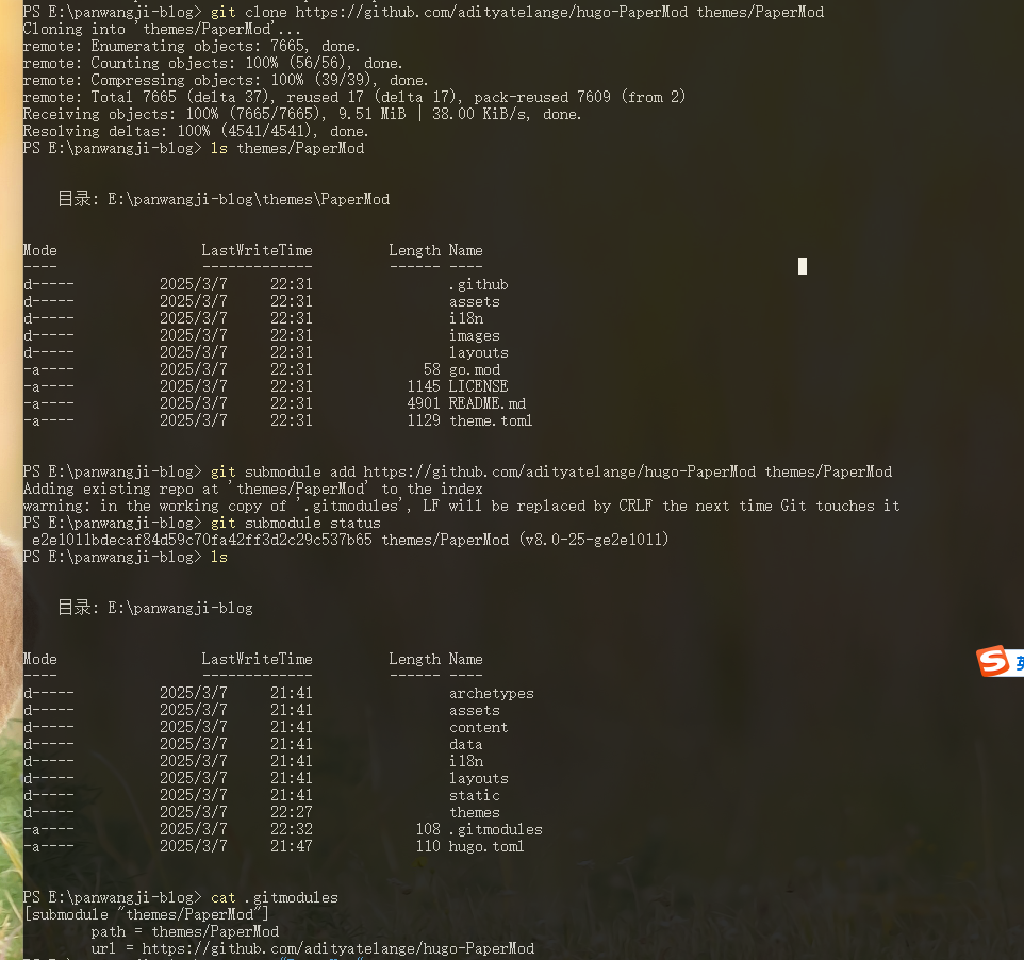 PS E:\panwangji-blog> git clone https://github.com/adityatelange/hugo-PaperMod themes/PaperMod
Cloning into 'themes/PaperMod'...
remote: Enumerating objects: 7665, done.
remote: Counting objects: 100% (56/56), done.
remote: Compressing objects: 100% (39/39), done.
remote: Total 7665 (delta 37), reused 17 (delta 17), pack-reused 7609 (from 2)
Receiving objects: 100% (7665/7665), 9.51 MiB | 38.00 KiB/s, done.
Resolving deltas: 100% (4541/4541), done.
PS E:\panwangji-blog> ls themes/PaperMod
目录: E:\panwangji-blog\themes\PaperMod
Mode LastWriteTime Length Name
---- ------------- ------ ----
d----- 2025/3/7 22:31 .github
d----- 2025/3/7 22:31 assets
d----- 2025/3/7 22:31 i18n
d----- 2025/3/7 22:31 images
d----- 2025/3/7 22:31 layouts
-a---- 2025/3/7 22:31 58 go.mod
-a---- 2025/3/7 22:31 1145 LICENSE
-a---- 2025/3/7 22:31 4901 README.md
-a---- 2025/3/7 22:31 1129 theme.toml
PS E:\panwangji-blog> git submodule add https://github.com/adityatelange/hugo-PaperMod themes/PaperMod
Adding existing repo at 'themes/PaperMod' to the index
warning: in the working copy of '.gitmodules', LF will be replaced by CRLF the next time Git touches it
PS E:\panwangji-blog> git submodule status
e2e1011bdecaf84d59c70fa42ff3d2c29c537b65 themes/PaperMod (v8.0-25-ge2e1011)
PS E:\panwangji-blog> ls
目录: E:\panwangji-blog
Mode LastWriteTime Length Name
---- ------------- ------ ----
d----- 2025/3/7 21:41 archetypes
d----- 2025/3/7 21:41 assets
d----- 2025/3/7 21:41 content
d----- 2025/3/7 21:41 data
d----- 2025/3/7 21:41 i18n
d----- 2025/3/7 21:41 layouts
d----- 2025/3/7 21:41 static
d----- 2025/3/7 22:27 themes
-a---- 2025/3/7 22:32 108 .gitmodules
-a---- 2025/3/7 21:47 110 hugo.toml
PS E:\panwangji-blog> cat .gitmodules
[submodule "themes/PaperMod"]
path = themes/PaperMod
url = https://github.com/adityatelange/hugo-PaperMod